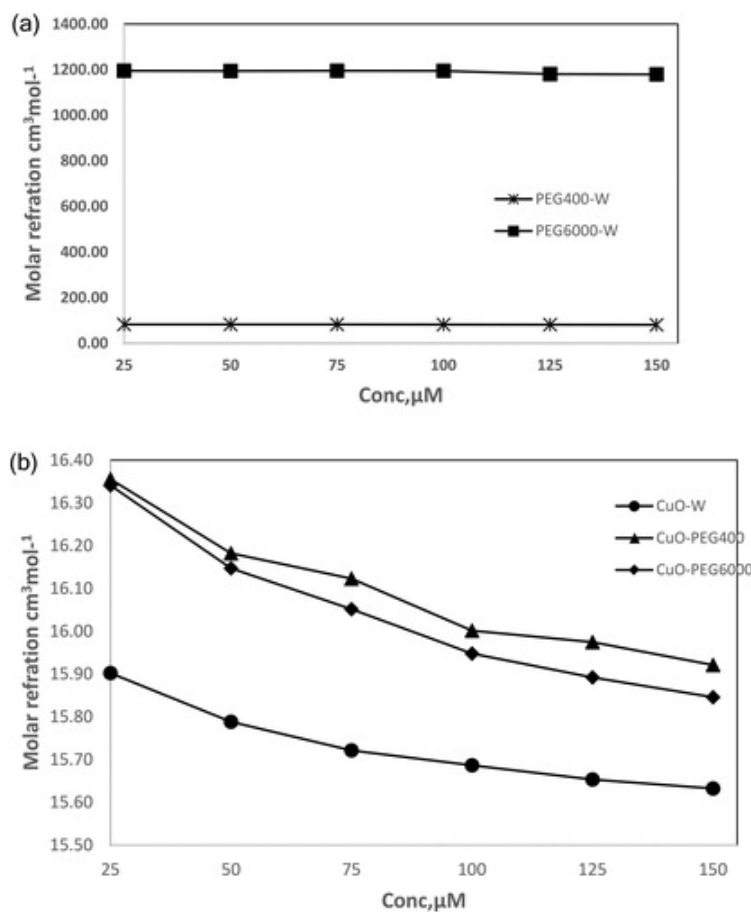 (a)
1400.00
1200.00
1000.00
800.00
600.00
400.00
200.00
0.00
Molar refration cm³mol-¹
PEG400-W
PEG6000-W
25 50 75 100 125 150
Conc,µM
(b)
16.40
16.30
16.20
16.10
16.00
15.90
15.80
15.70
15.60
15.50
Molar refration cm³mol-¹
CuO-W
CuO-PEG400
CuO-PEG6000
25 50 75 100 125 150
Conc,µM